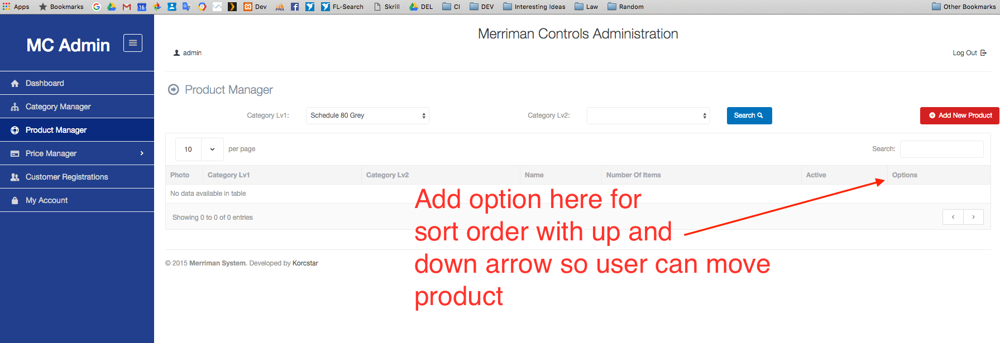 Apps Bookmarks 16 Dev PMA FL-Search Skrill DEL CI DEV Interesting Ideas Law Random Other Bookmarks
MC Admin
Merriman Controls Administration
admin
Log Out
Dashboard
Category Manager
Product Manager
Price Manager
Customer Registrations
My Account
Product Manager
Category Lv1: Schedule 80 Grey Category Lv2: Search Add New Product
10 per page Search:
Photo Category Lv1 Category Lv2 Name Number Of Items Active Options
No data available in table
Showing 0 to 0 of 0 entries
Add option here for
sort order with up and
down arrow so user can move
product
© 2015 Merriman System. Developed by Korcstar